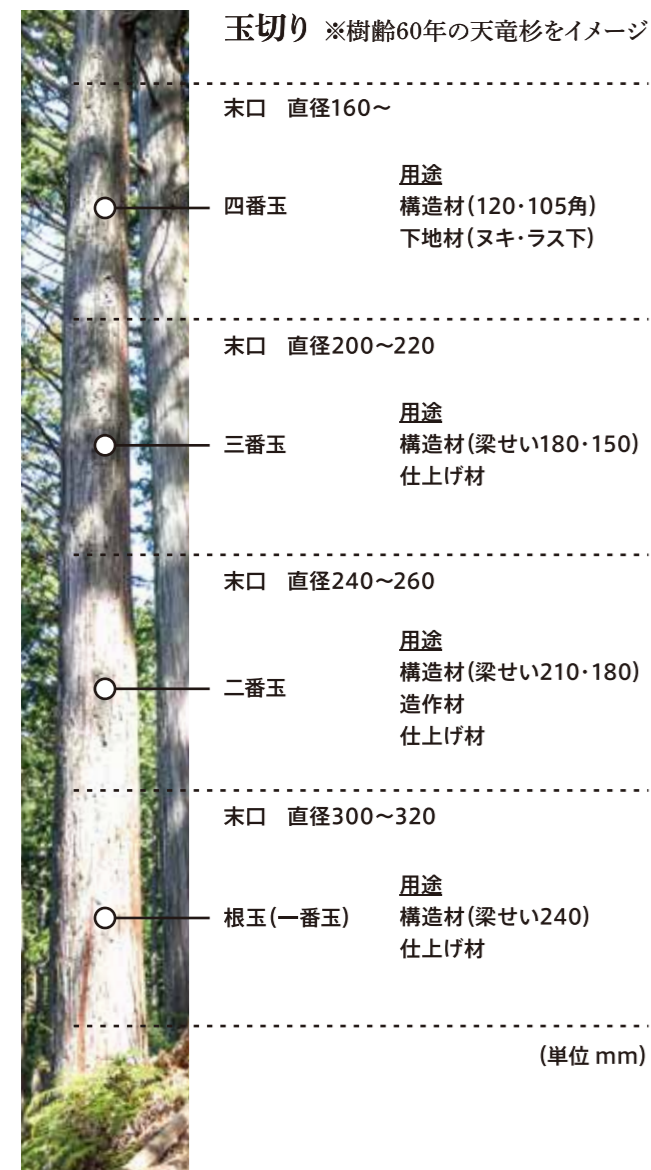 玉切り ※樹齢60年の天竜杉をイメージ
末口　直径160～
四番玉
用途
構造材(120・105角)
下地材(ヌキ・ラス下)
末口　直径200～220
三番玉
用途
構造材(梁せい180・150)
仕上げ材
末口　直径240～260
二番玉
用途
構造材(梁せい210・180)
造作材
仕上げ材
末口　直径300～320
根玉(一番玉)
用途
構造材(梁せい240)
仕上げ材
(単位 mm)